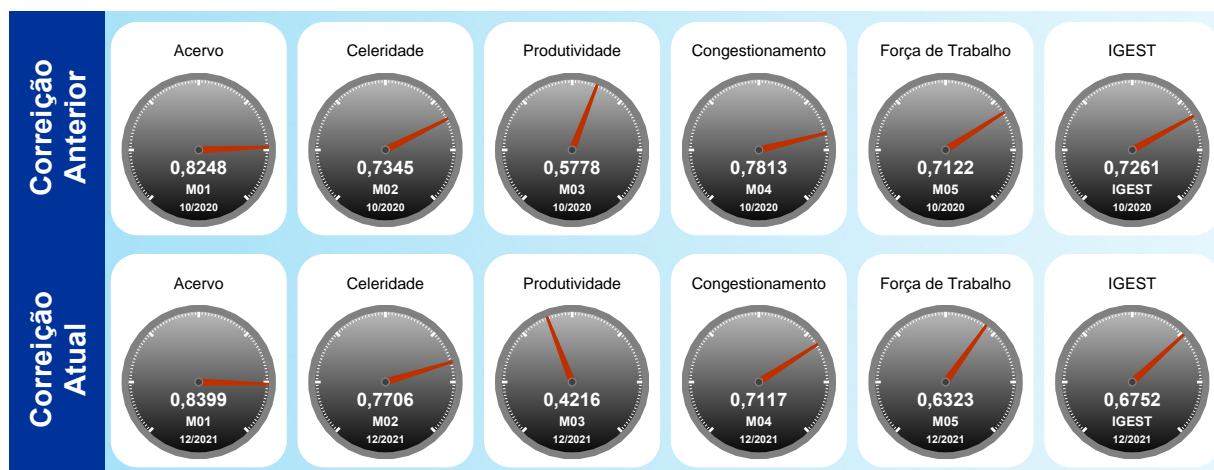 Correição
Anterior
Acervo
0,8248
M01
10/2020
Celeridade
0,7345
M02
10/2020
Produtividade
0,5778
M03
10/2020
Congestionamento
0,7813
M04
10/2020
Força de Trabalho
0,7122
M05
10/2020
IGEST
0,7261
IGEST
10/2020
Correição
Atual
Acervo
0,8399
M01
12/2021
Celeridade
0,7706
M02
12/2021
Produtividade
0,4216
M03
12/2021
Congestionamento
0,7117
M04
12/2021
Força de Trabalho
0,6323
M05
12/2021
IGEST
0,6752
IGEST
12/2021